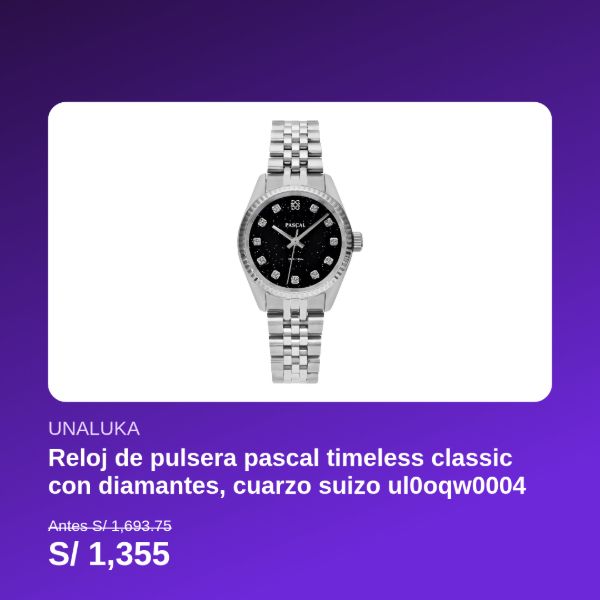 PASCAL
UNALUKA
Reloj de pulsera pascal timeless classic
con diamantes, cuarzo suizo ul0oqw0004
Antes S/ 1,693.75
S/ 1,355